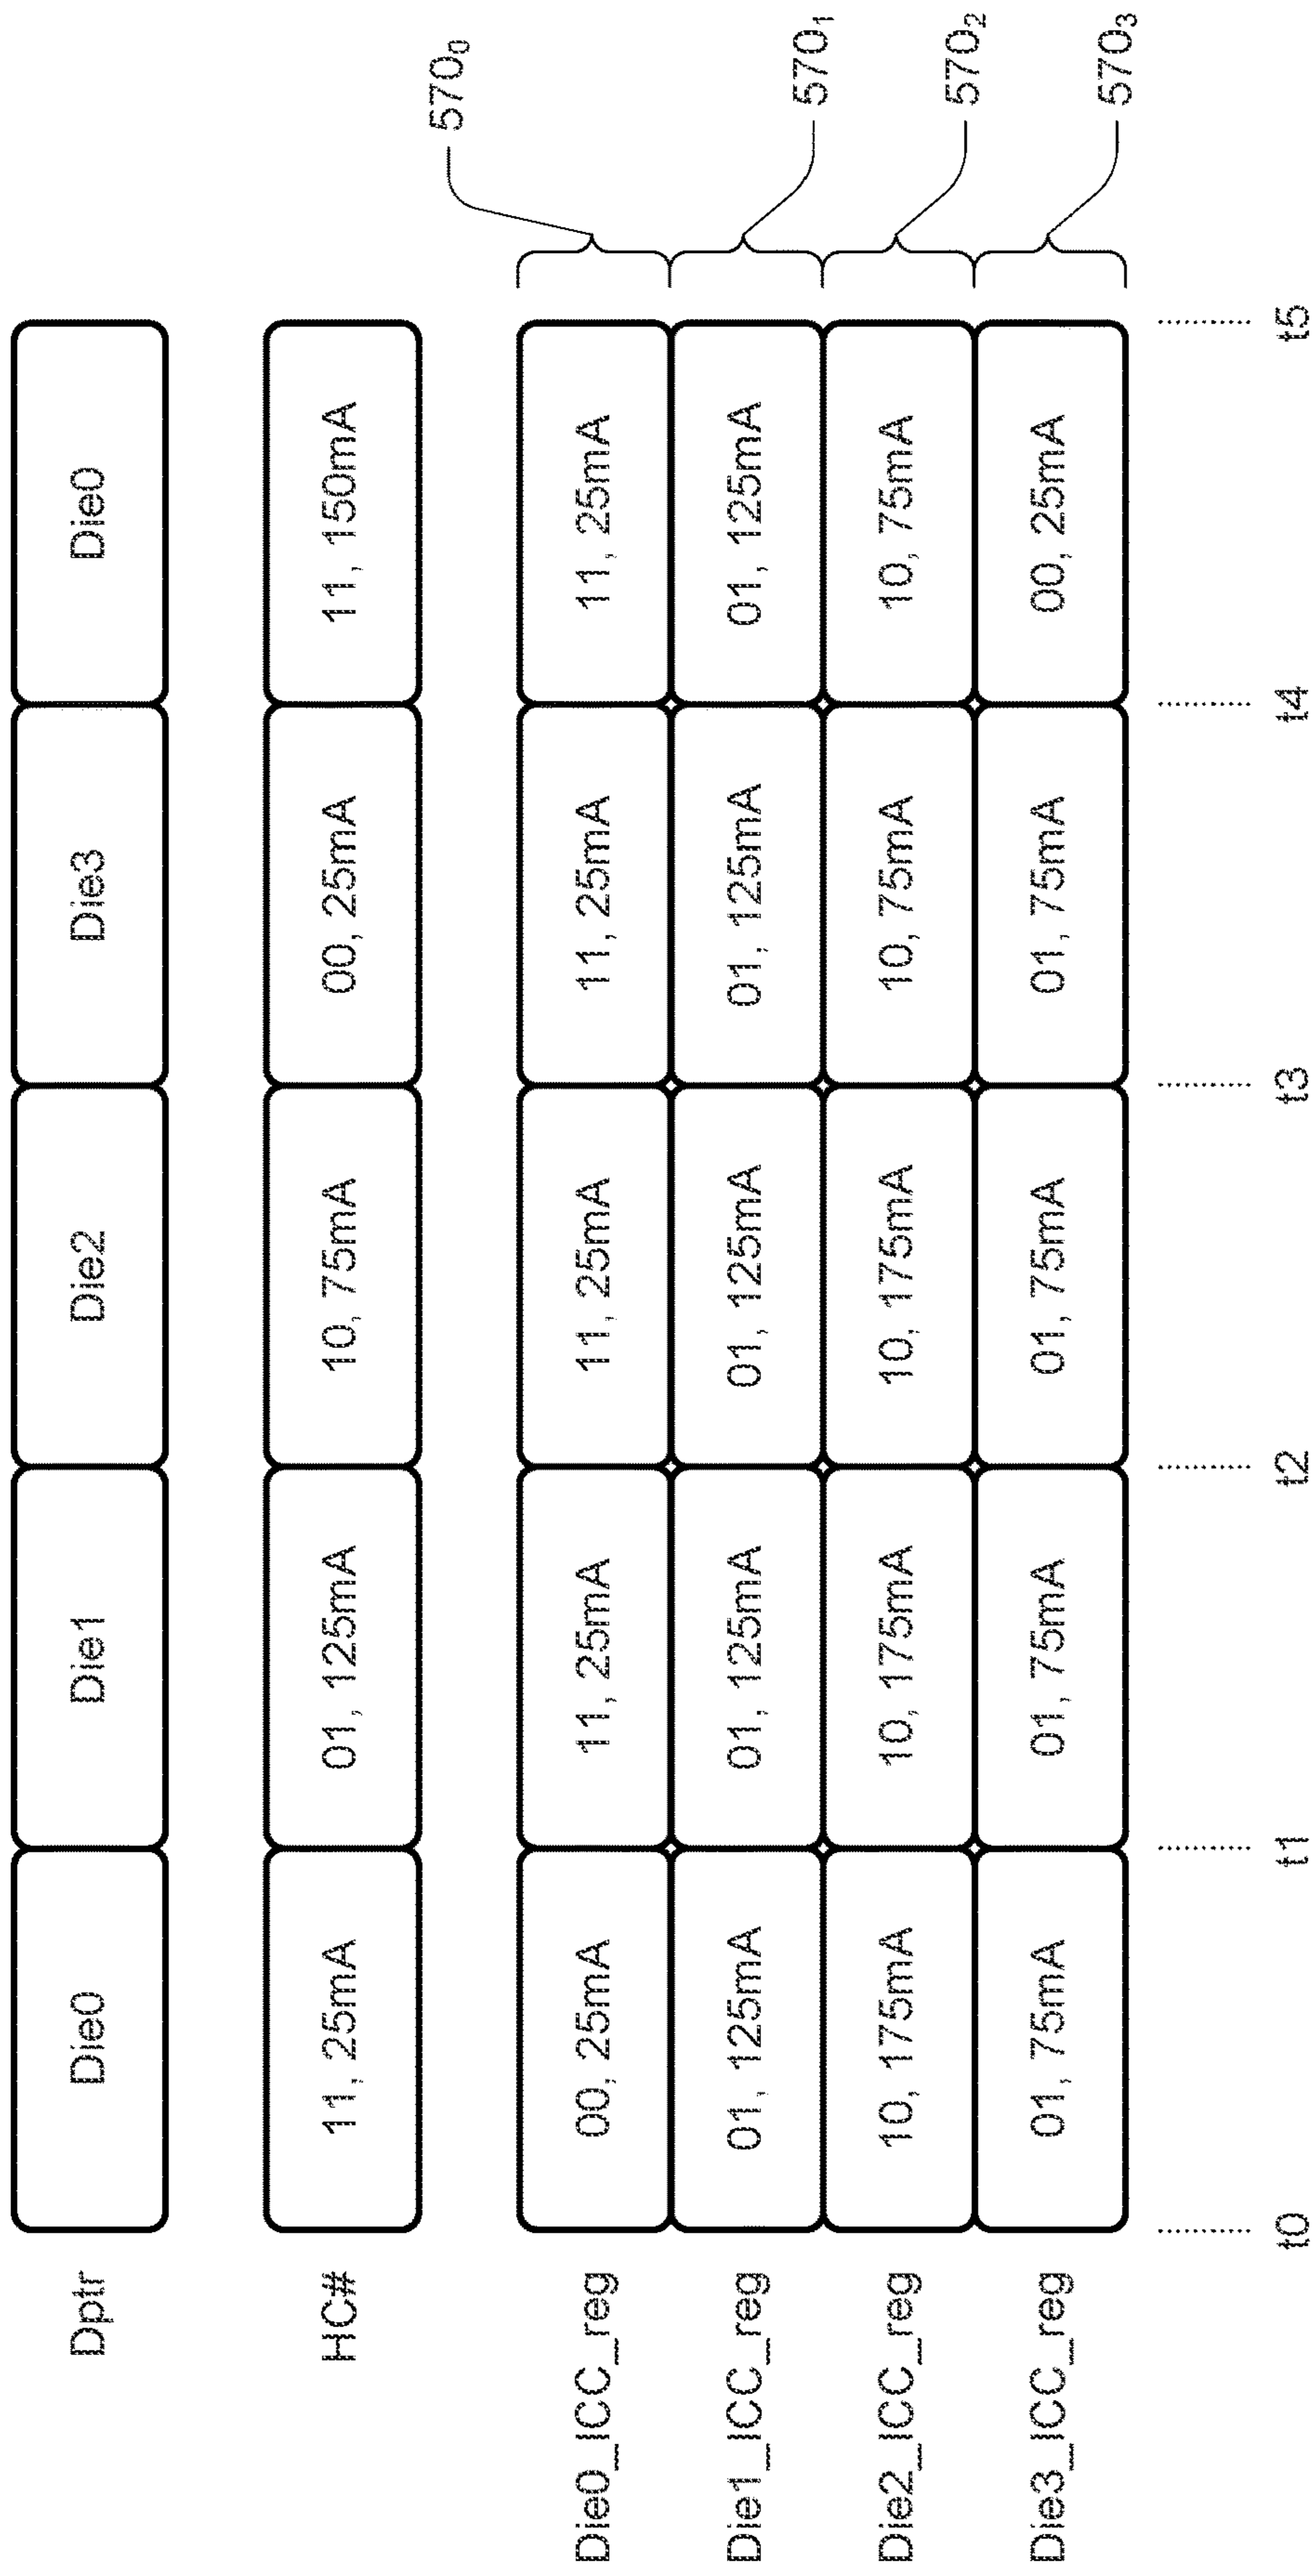 Dptr Die0 Die1 Die2 Die3 Die0
HC# 11, 25mA 01, 125mA 10, 75mA 00, 25mA 11, 150mA
570₀
Die0_ICC_reg 00, 25mA 11, 25mA 11, 25mA 11, 25mA 11, 25mA
Die1_ICC_reg 01, 125mA 01, 125mA 01, 125mA 01, 125mA 01, 125mA
570₁
Die2_ICC_reg 10, 175mA 10, 175mA 10, 175mA 10, 75mA 10, 75mA
570₂
Die3_ICC_reg 01, 75mA 01, 75mA 01, 75mA 01, 75mA 00, 25mA
570₃
t0 t1 t2 t3 t4 t5